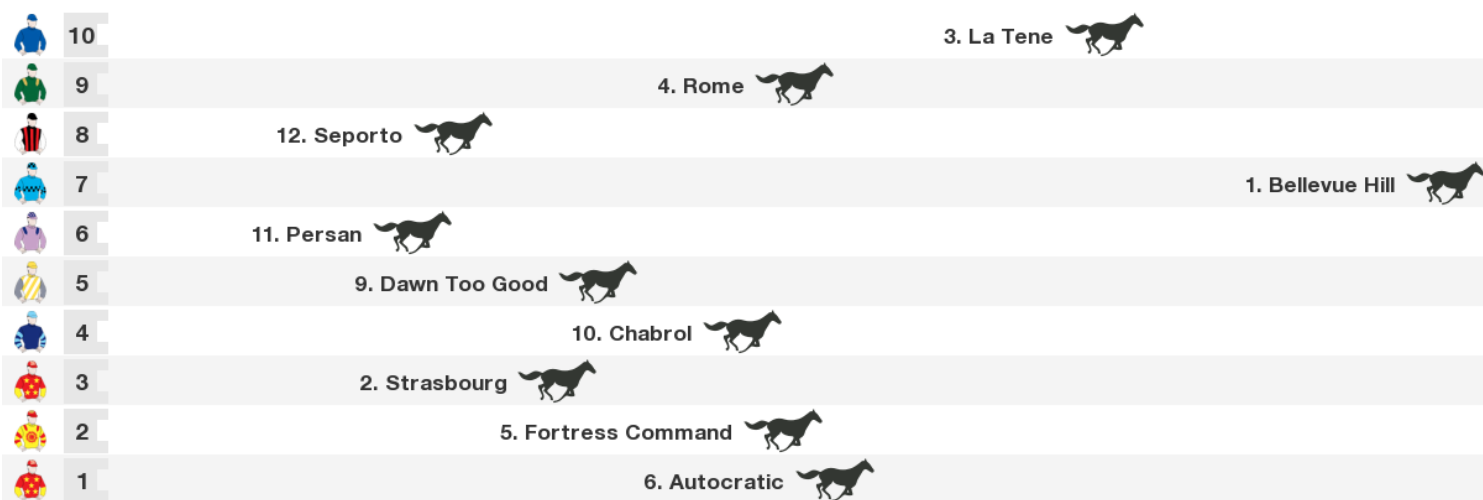 10 3. La Tene
9 4. Rome
8 12. Seporto
7 1. Bellevue Hill
6 11. Persan
5 9. Dawn Too Good
4 10. Chabrol
3 2. Strasbourg
2 5. Fortress Command
1 6. Autocratic